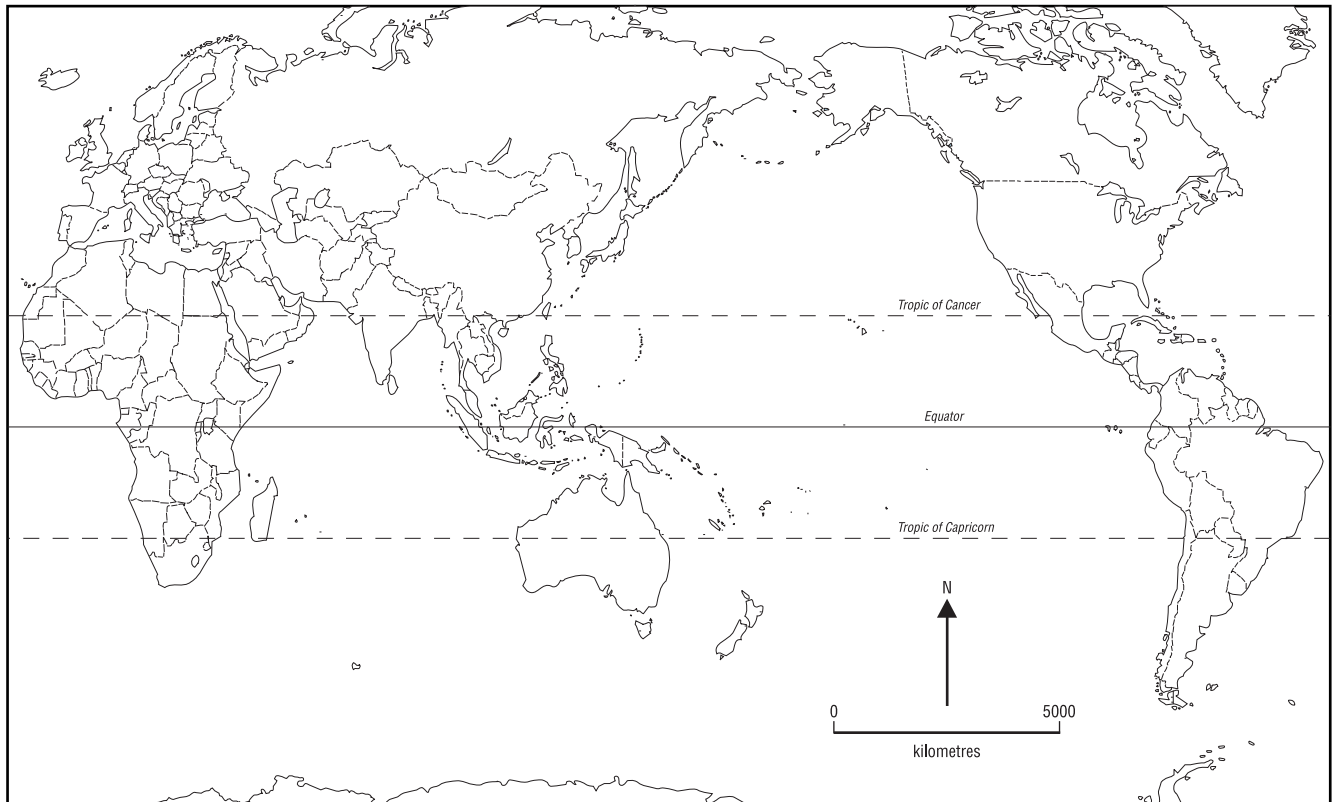 Tropic of Cancer
Equator
Tropic of Capricorn
N
0 5000
kilometres